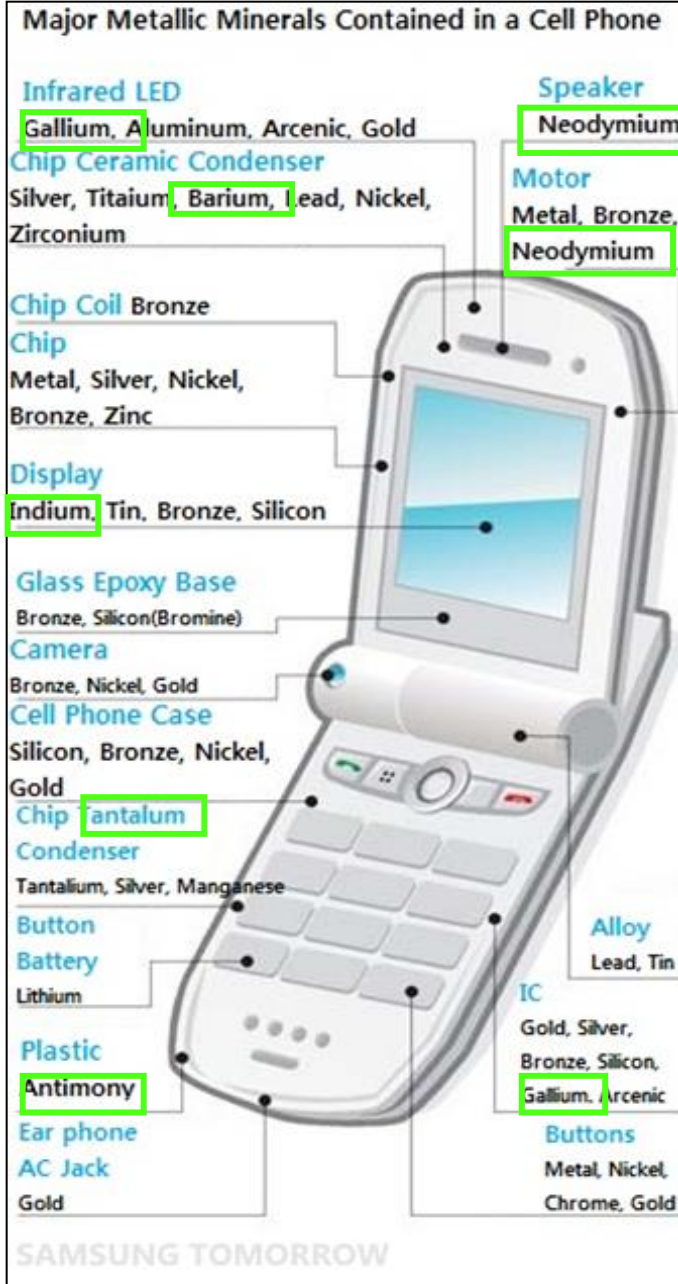 Major Metallic Minerals Contained in a Cell Phone
Infrared LED
Gallium, Aluminum, Arcenic, Gold
Chip Ceramic Condenser
Silver, Titaium, Barium, Lead, Nickel,
Zirconium
Chip Coil Bronze
Chip
Metal, Silver, Nickel,
Bronze, Zinc
Display
Indium, Tin, Bronze, Silicon
Glass Epoxy Base
Bronze, Silicon(Bromine)
Camera
Bronze, Nickel, Gold
Cell Phone Case
Silicon, Bronze, Nickel,
Gold
Chip Tantalum
Condenser
Tantalium, Silver, Manganese
Button
Battery
Lithium
Plastic
Antimony
Ear phone
AC Jack
Gold
Speaker
Neodymium
Motor
Metal, Bronze,
Neodymium
Alloy
Lead, Tin
IC
Gold, Silver,
Bronze, Silicon,
Gallium. Arcenic
Buttons
Metal, Nickel,
Chrome, Gold
SAMSUNG TOMORROW